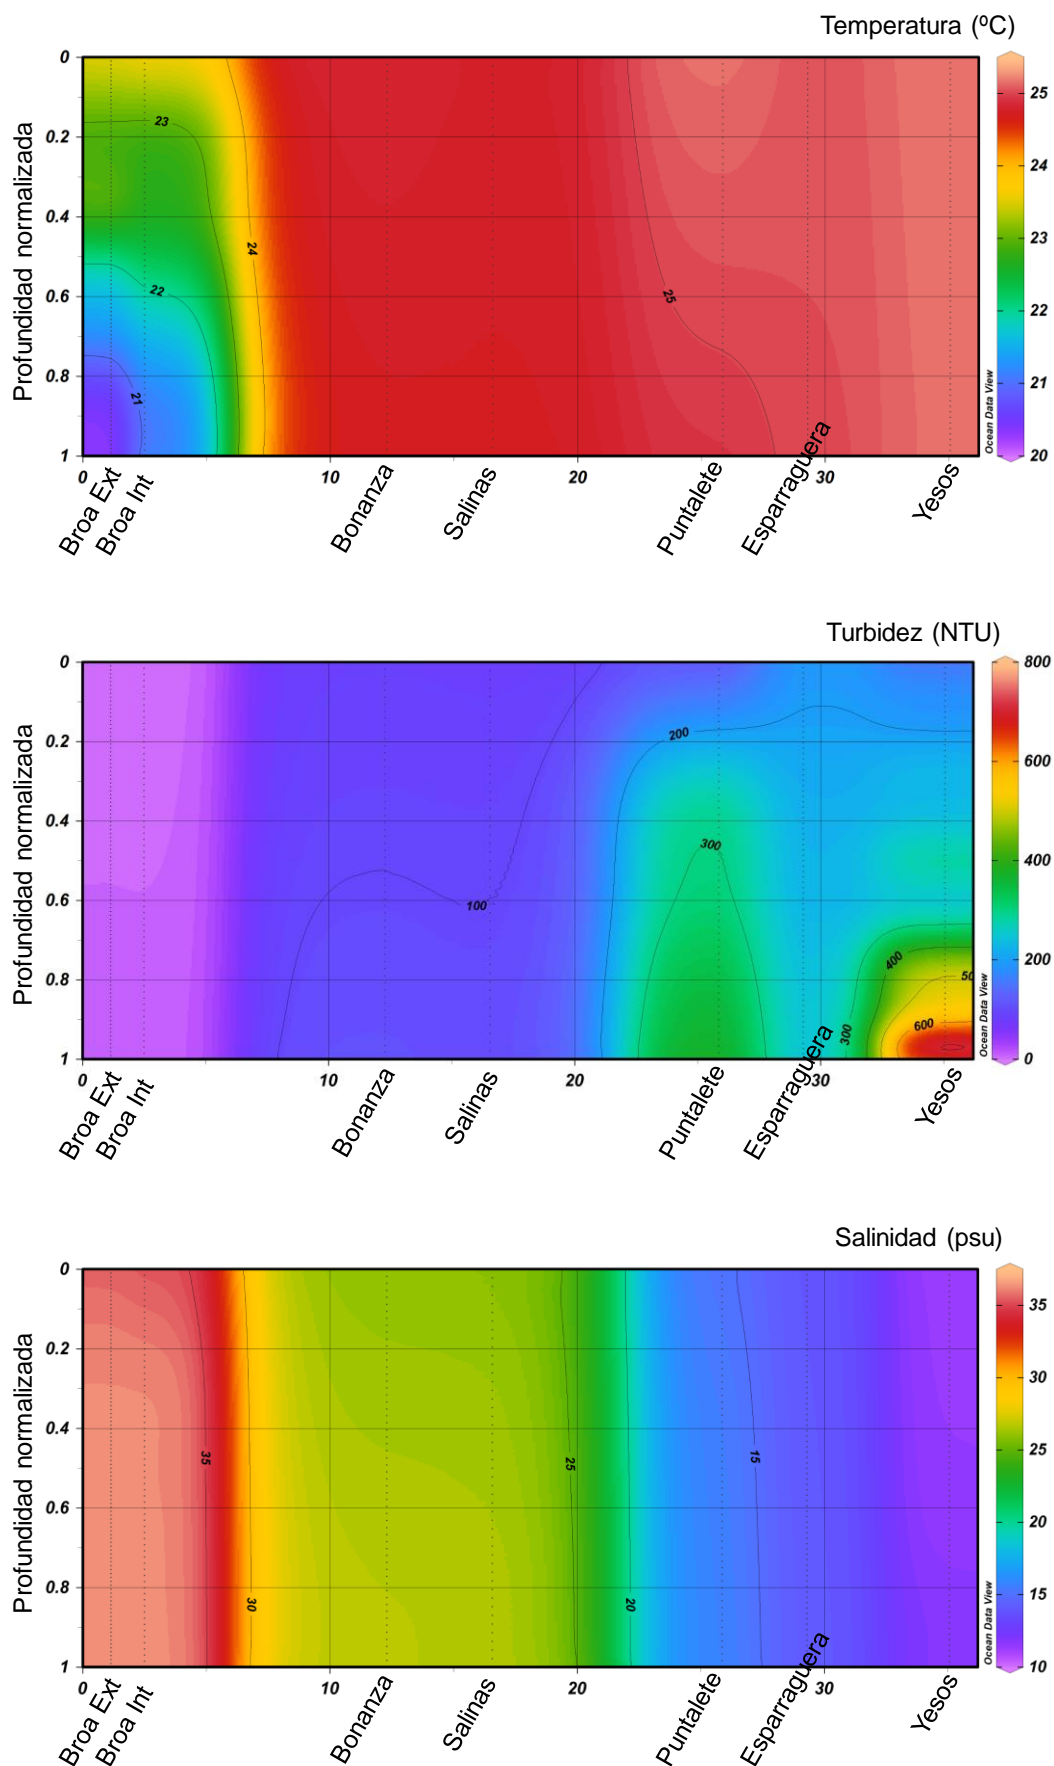 Temperatura (ºC)
Profundidad normalizada
0
0.2
0.4
0.6
0.8
1
23
22
21
24
25
25
24
23
22
21
20
Ocean Data View
0
10
20
30
Broa Ext
Broa Int
Bonanza
Salinas
Puntalete
Esparraguera
Yesos
Turbidez (NTU)
Profundidad normalizada
0
0.2
0.4
0.6
0.8
1
100
200
300
300
400
50
600
800
600
400
200
0
Ocean Data View
0
10
20
30
Broa Ext
Broa Int
Bonanza
Salinas
Puntalete
Esparraguera
Yesos
Salinidad (psu)
Profundidad normalizada
0
0.2
0.4
0.6
0.8
1
35
30
25
20
15
35
30
25
20
15
10
Ocean Data View
0
10
20
30
Broa Ext
Broa Int
Bonanza
Salinas
Puntalete
Esparraguera
Yesos